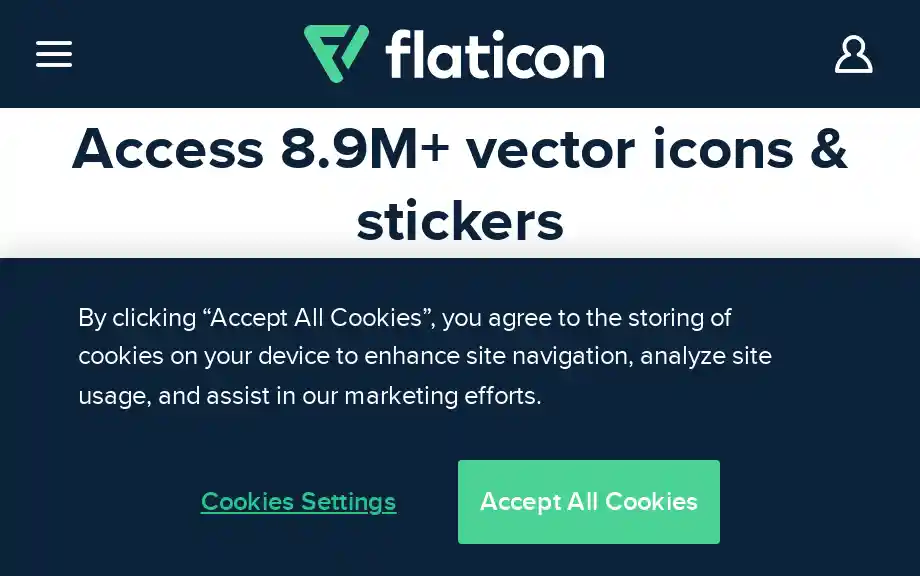 flaticon
Access 8.9M+ vector icons &
stickers
By clicking “Accept All Cookies”, you agree to the storing of
cookies on your device to enhance site navigation, analyze site
usage, and assist in our marketing efforts.
Cookies Settings
Accept All Cookies